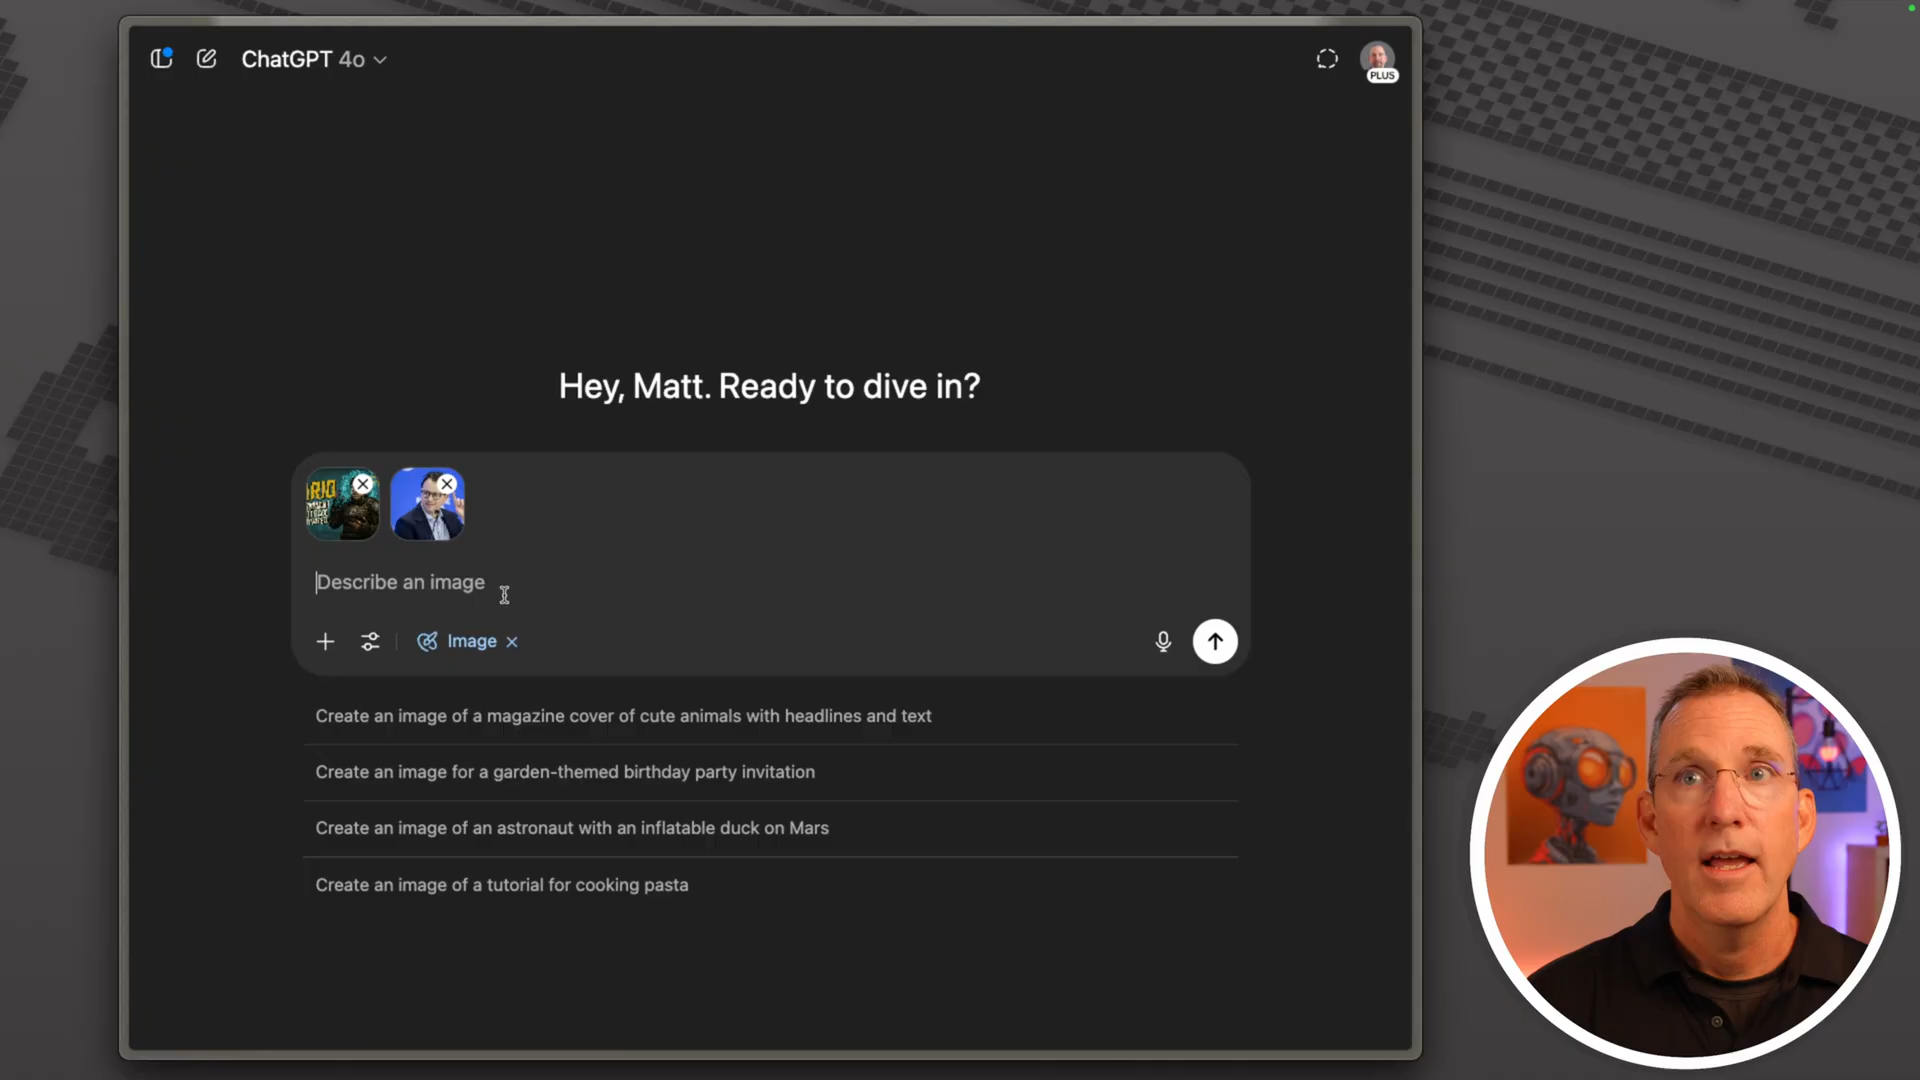 ChatGPT 4o
PLUS
Hey, Matt. Ready to dive in?
Describe an image
Image
Create an image of a magazine cover of cute animals with headlines and text
Create an image for a garden-themed birthday party invitation
Create an image of an astronaut with an inflatable duck on Mars
Create an image of a tutorial for cooking pasta